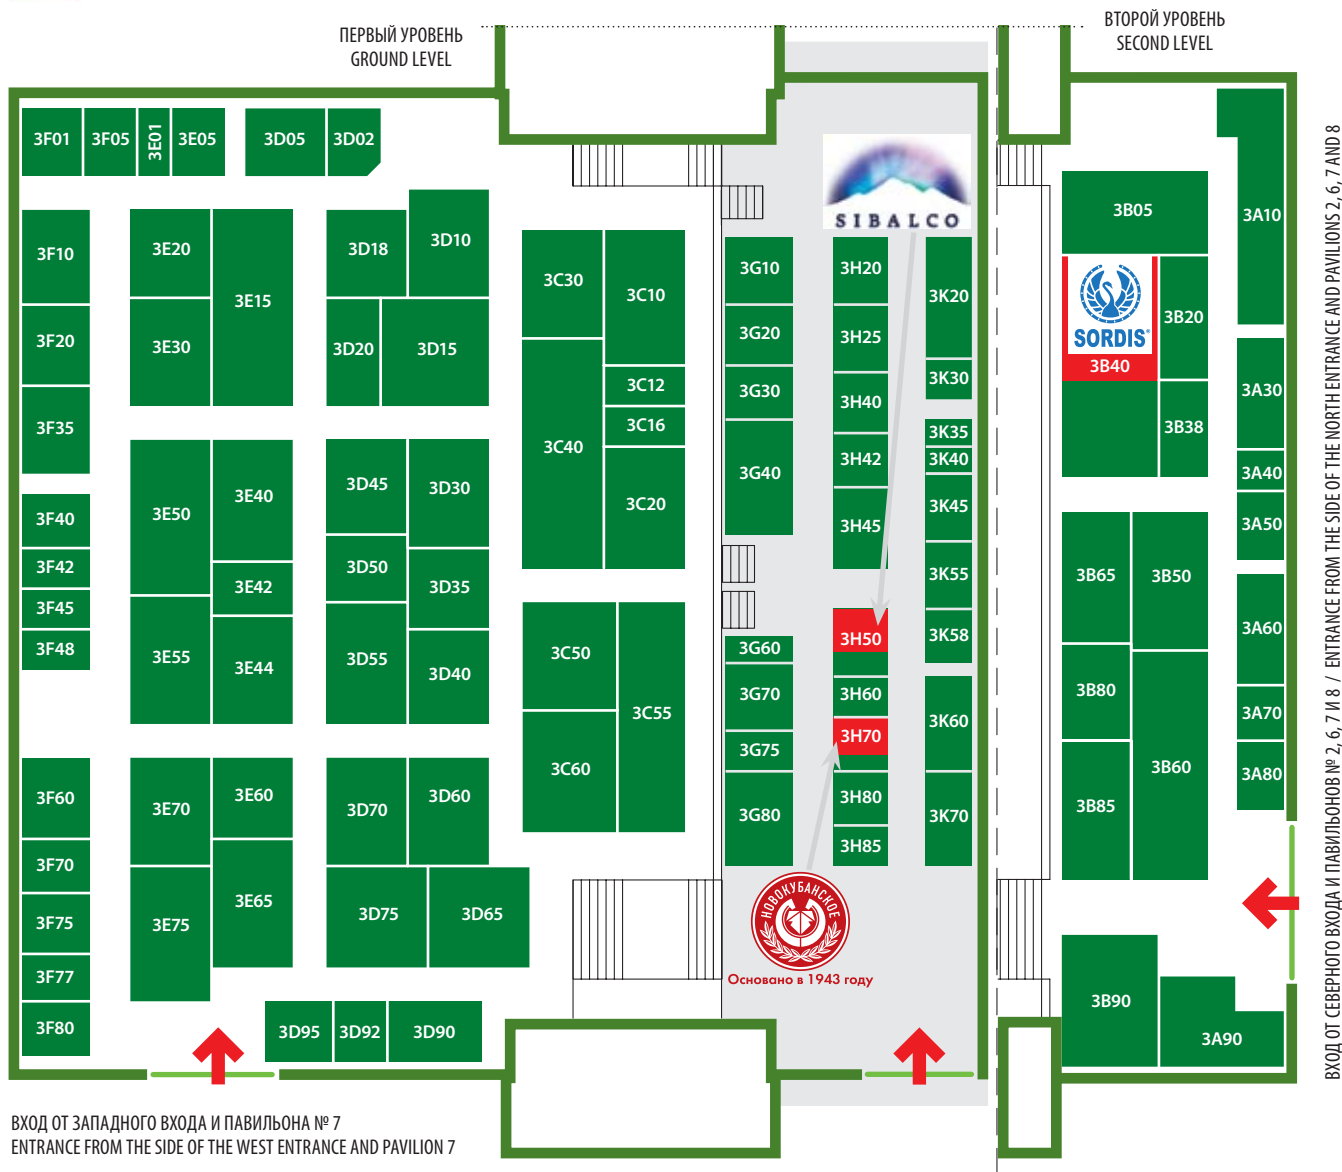 ПЕРВЫЙ УРОВЕНЬ
GROUND LEVEL
ВТОРОЙ УРОВЕНЬ
SECOND LEVEL
3F01
3F05
3E01
3E05
3D05
3D02
3F10
3F20
3F35
3F40
3F42
3F45
3F48
3F60
3F70
3F75
3F77
3F80
3E20
3E15
3E30
3E50
3E40
3E42
3E55
3E44
3E70
3E60
3E65
3E75
3D18
3D10
3D20
3D15
3D45
3D30
3D50
3D35
3D55
3D40
3D70
3D60
3D75
3D65
3D95
3D92
3D90
3C30
3C10
3C12
3C16
3C40
3C20
3C50
3C55
3C60
SIBALCO
3G10
3G20
3G30
3G40
3G60
3G70
3G75
3G80
3H20
3H25
3H40
3H42
3H45
3H50
3H60
3H70
3H80
3H85
3K20
3K30
3K35
3K40
3K45
3K55
3K58
3K60
3K70
НОВОКУБАНСКОЕ
Основано в 1943 году
3B05
SORDIS®
3B40
3B20
3B38
3B65
3B50
3B80
3B60
3B85
3B90
3A10
3A30
3A40
3A50
3A60
3A70
3A80
3A90
ВХОД ОТ СЕВЕРНОГО ВХОДА И ПАВИЛЬОНОВ № 2, 6, 7 И 8 / ENTRANCE FROM THE SIDE OF THE NORTH ENTRANCE AND PAVILIONS 2, 6, 7 AND 8
ВХОД ОТ ЗАПАДНОГО ВХОДА И ПАВИЛЬОНА № 7
ENTRANCE FROM THE SIDE OF THE WEST ENTRANCE AND PAVILION 7